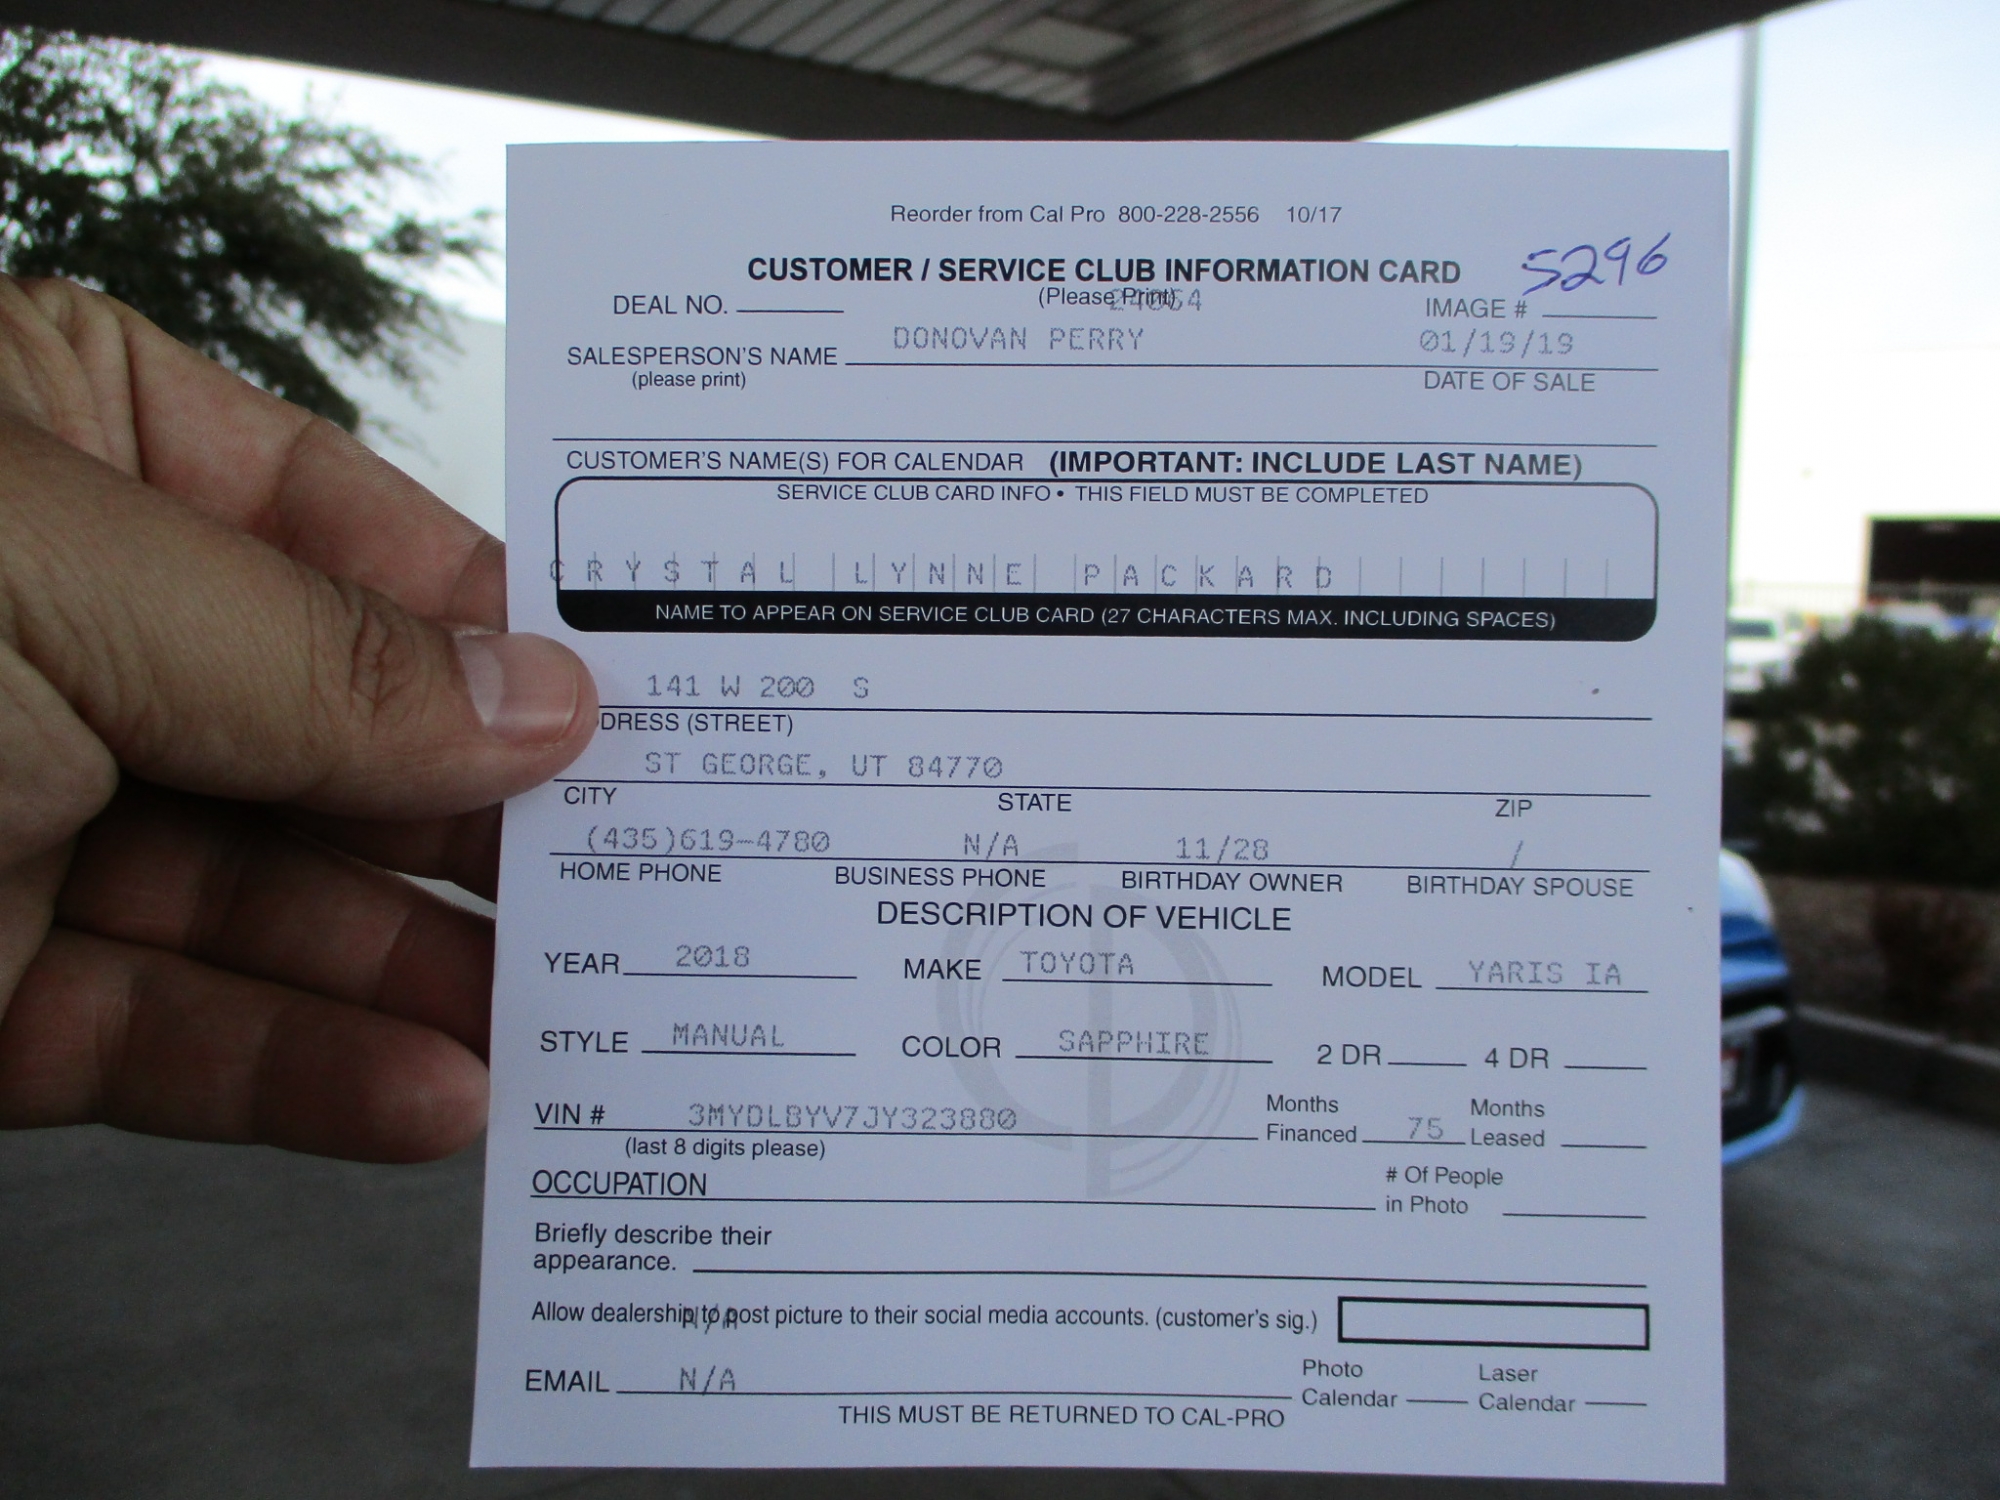 Reorder from Cal Pro 800-228-2556 10/17
CUSTOMER / SERVICE CLUB INFORMATION CARD 5296
DEAL NO. (Please Print) IMAGE #
DONOVAN PERRY 01/19/19
SALESPERSON'S NAME
(please print) DATE OF SALE
CUSTOMER'S NAME(S) FOR CALENDAR (IMPORTANT: INCLUDE LAST NAME)
SERVICE CLUB CARD INFO • THIS FIELD MUST BE COMPLETED
CRYSTAL LYNNE PACKARD
NAME TO APPEAR ON SERVICE CLUB CARD (27 CHARACTERS MAX. INCLUDING SPACES)
141 W 200 S
DRESS (STREET)
ST GEORGE, UT 84770
CITY STATE ZIP
(435)619-4780 N/A 11/28 /
HOME PHONE BUSINESS PHONE BIRTHDAY OWNER BIRTHDAY SPOUSE
DESCRIPTION OF VEHICLE
YEAR 2018 MAKE TOYOTA MODEL YARIS IA
STYLE MANUAL COLOR SAPPHIRE 2 DR 4 DR
VIN # 3MYDLBYV7JY323880 Months Financed 75 Months Leased
(last 8 digits please)
OCCUPATION # Of People in Photo
Briefly describe their
appearance.
Allow dealership to post picture to their social media accounts. (customer's sig.)
N/A
EMAIL N/A Photo Calendar Laser Calendar
THIS MUST BE RETURNED TO CAL-PRO